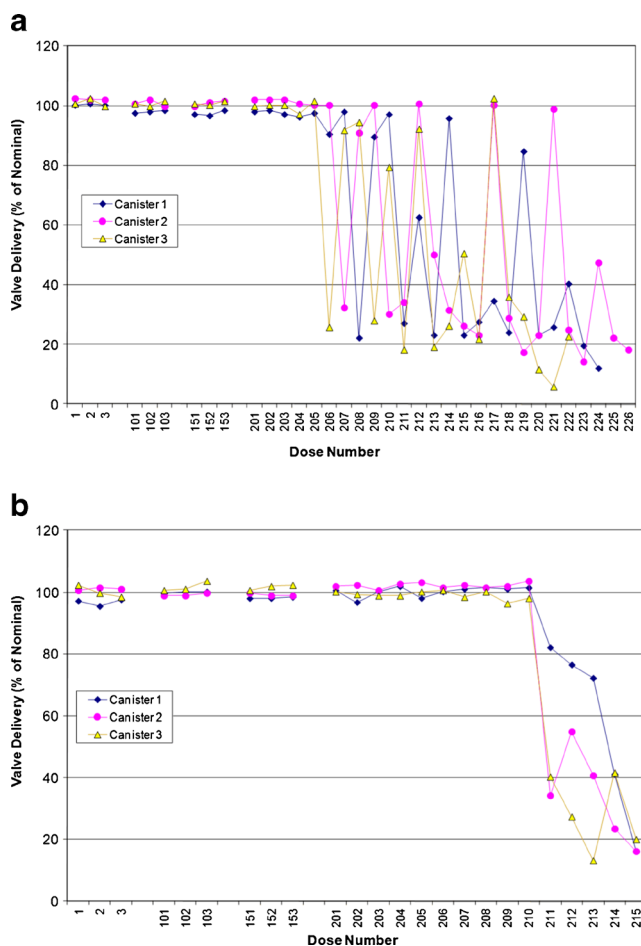 a
120
100
80
60
40
20
0
Valve Delivery (% of Nominal)
Canister 1
Canister 2
Canister 3
1 2 3 101 102 103 151 152 153 201 202 203 204 205 206 207 208 209 210 211 212 213 214 215 216 217 218 219 220 221 222 223 224 225 226
Dose Number
b
120
100
80
60
40
20
0
Valve Delivery (% of Nominal)
Canister 1
Canister 2
Canister 3
1 2 3 101 102 103 151 152 153 201 202 203 204 205 206 207 208 209 210 211 212 213 214 215
Dose Number